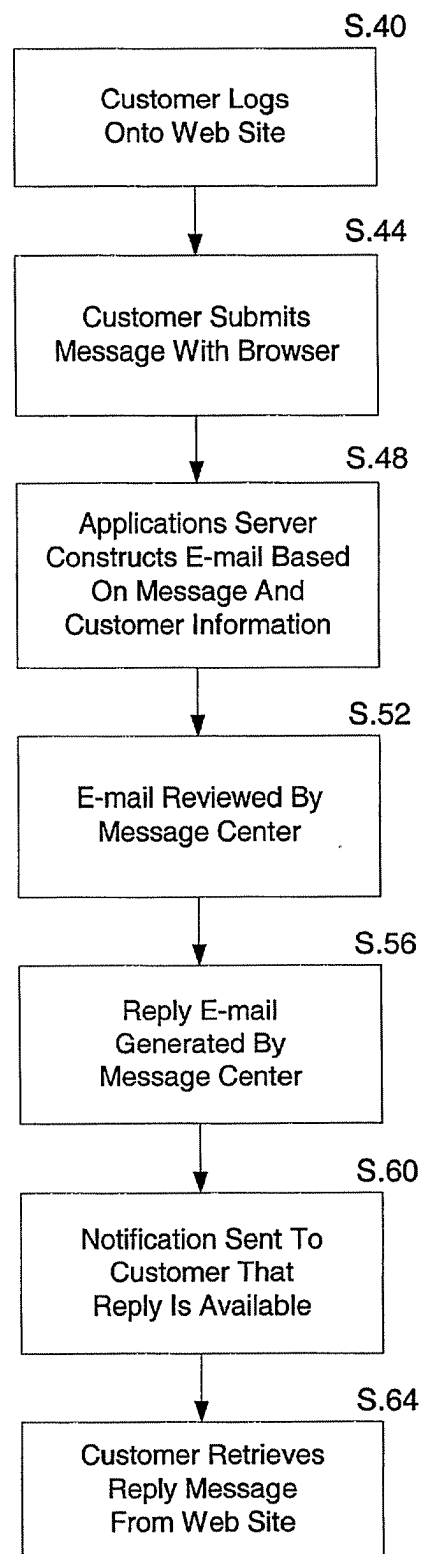 S.40
Customer Logs
Onto Web Site
S.44
Customer Submits
Message With Browser
S.48
Applications Server
Constructs E-mail Based
On Message And
Customer Information
S.52
E-mail Reviewed By
Message Center
S.56
Reply E-mail
Generated By
Message Center
S.60
Notification Sent To
Customer That
Reply Is Available
S.64
Customer Retrieves
Reply Message
From Web Site